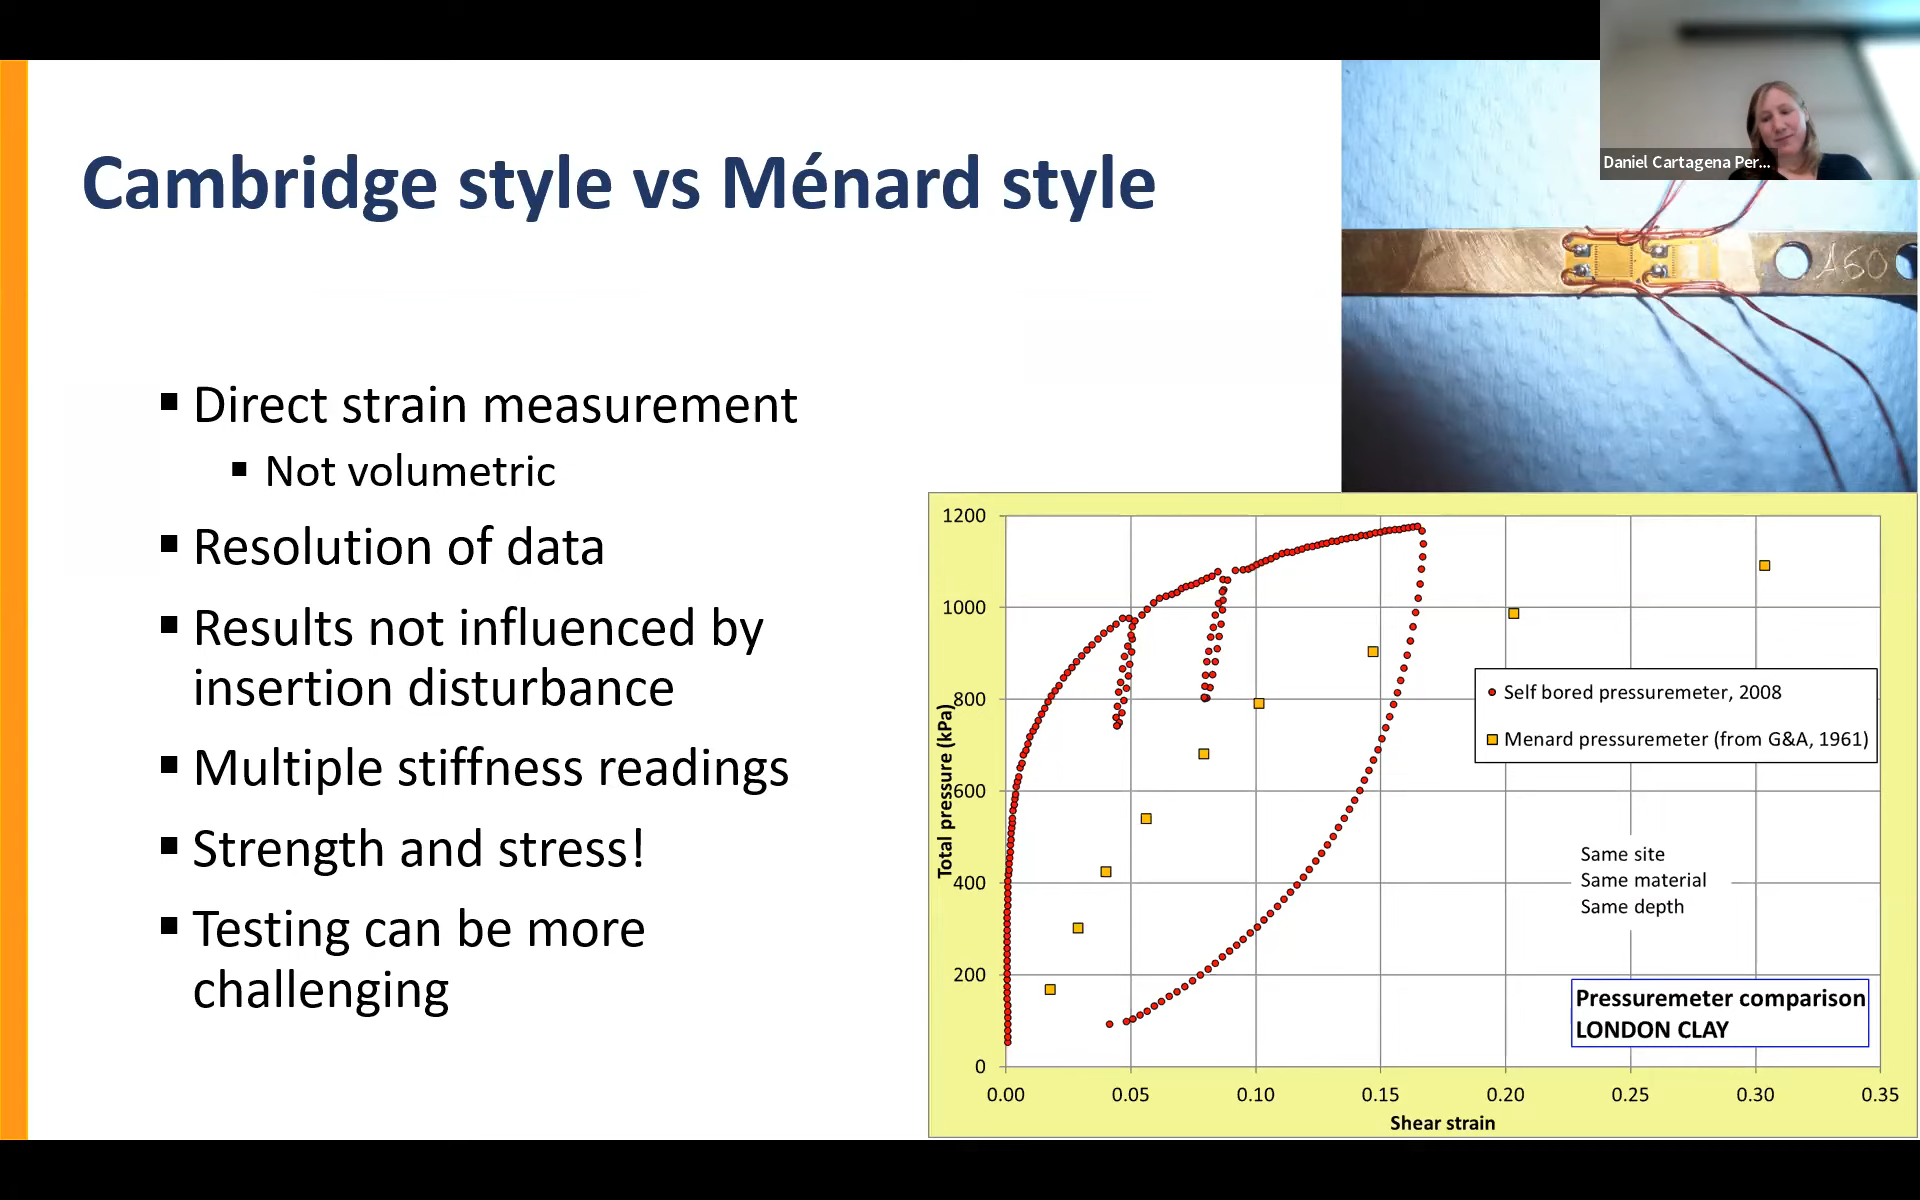 Cambridge style vs Ménard style
Daniel Cartagena Per...
A60
Direct strain measurement
Not volumetric
Resolution of data
Results not influenced by
insertion disturbance
Multiple stiffness readings
Strength and stress!
Testing can be more
challenging
1200
1000
800
600
400
200
0
Total pressure (kPa)
0.00 0.05 0.10 0.15 0.20 0.25 0.30 0.35
Shear strain
Self bored pressuremeter, 2008
Menard pressuremeter (from G&A, 1961)
Same site
Same material
Same depth
Pressuremeter comparison
LONDON CLAY